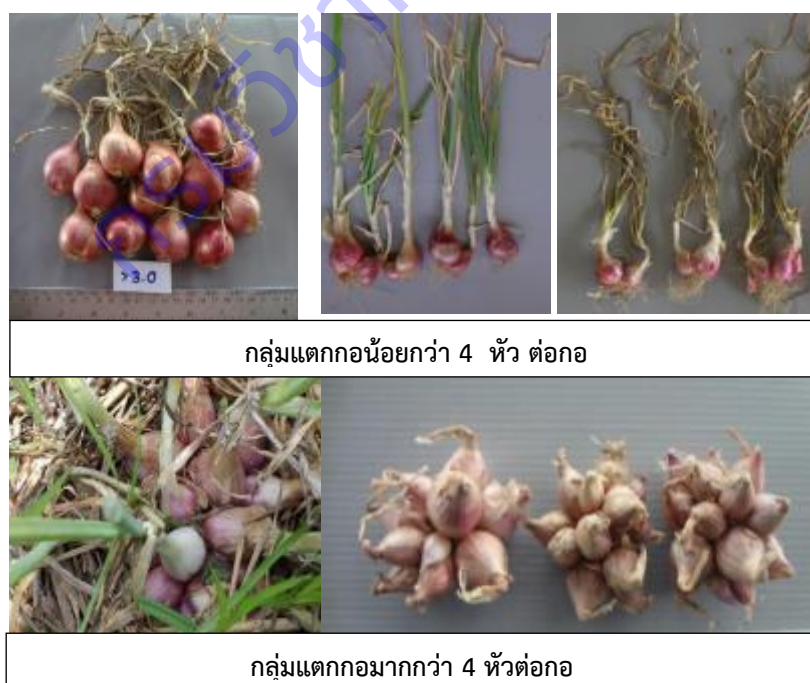 >3.0
กลุ่มแตกกอน้อยกว่า 4 หัว ต่อกอ
กลุ่มแตกกอมากกว่า 4 หัวต่อกอ